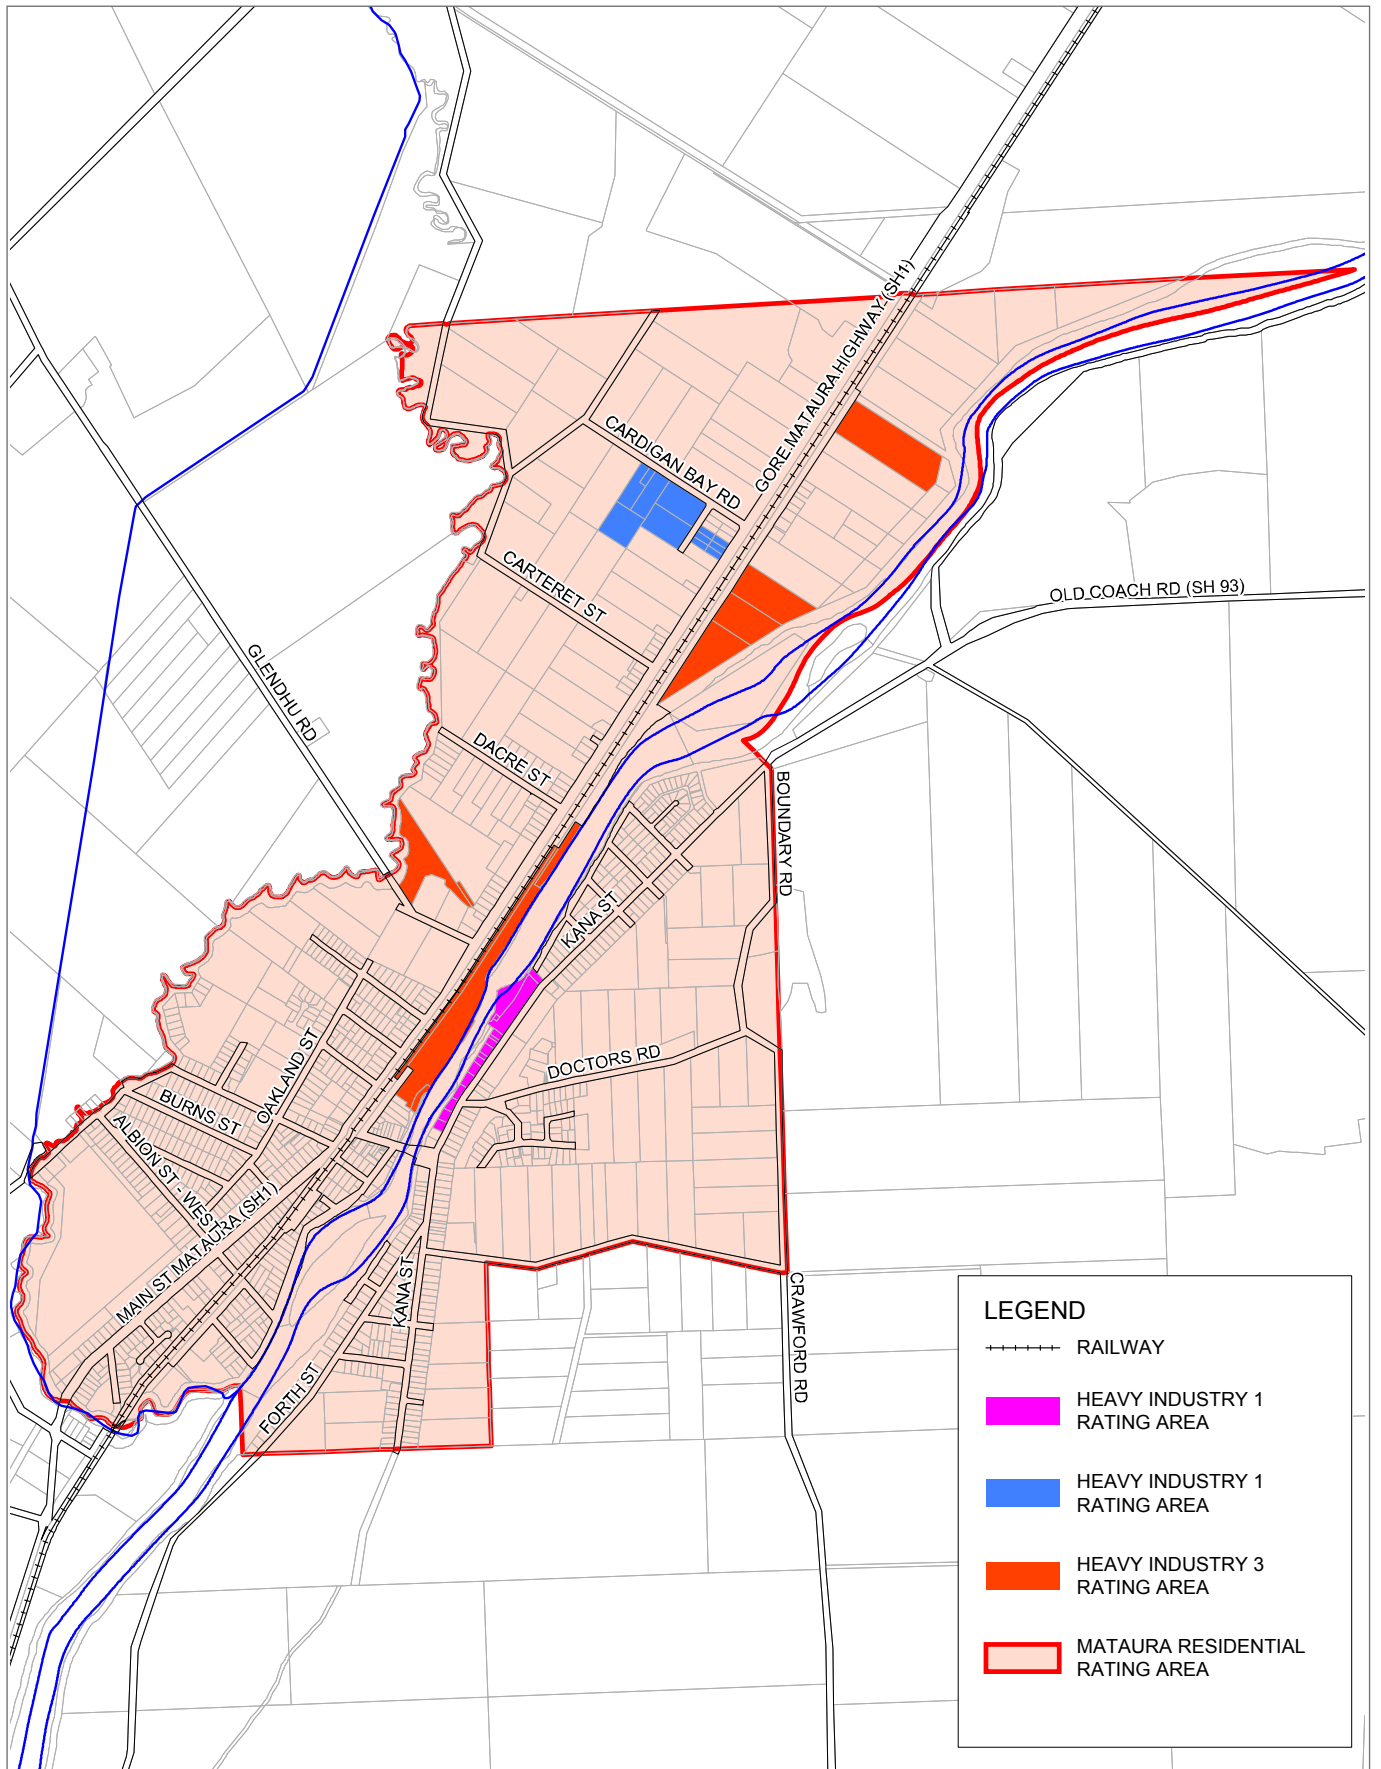 GORE-MATAURA HIGHWAY (SH1)
CARDIGAN BAY RD
CARTERET ST
OLD COACH RD (SH 93)
GLENDHU RD
DACRE ST
BOUNDARY RD
KANA ST
OAKLAND ST
DOCTORS RD
BURNS ST
ALBION ST - WEST
MAIN ST MATAURA (SH1)
KANA ST
FORTH ST
CRAWFORD RD
LEGEND
RAILWAY
HEAVY INDUSTRY 1
RATING AREA
HEAVY INDUSTRY 1
RATING AREA
HEAVY INDUSTRY 3
RATING AREA
MATAURA RESIDENTIAL
RATING AREA